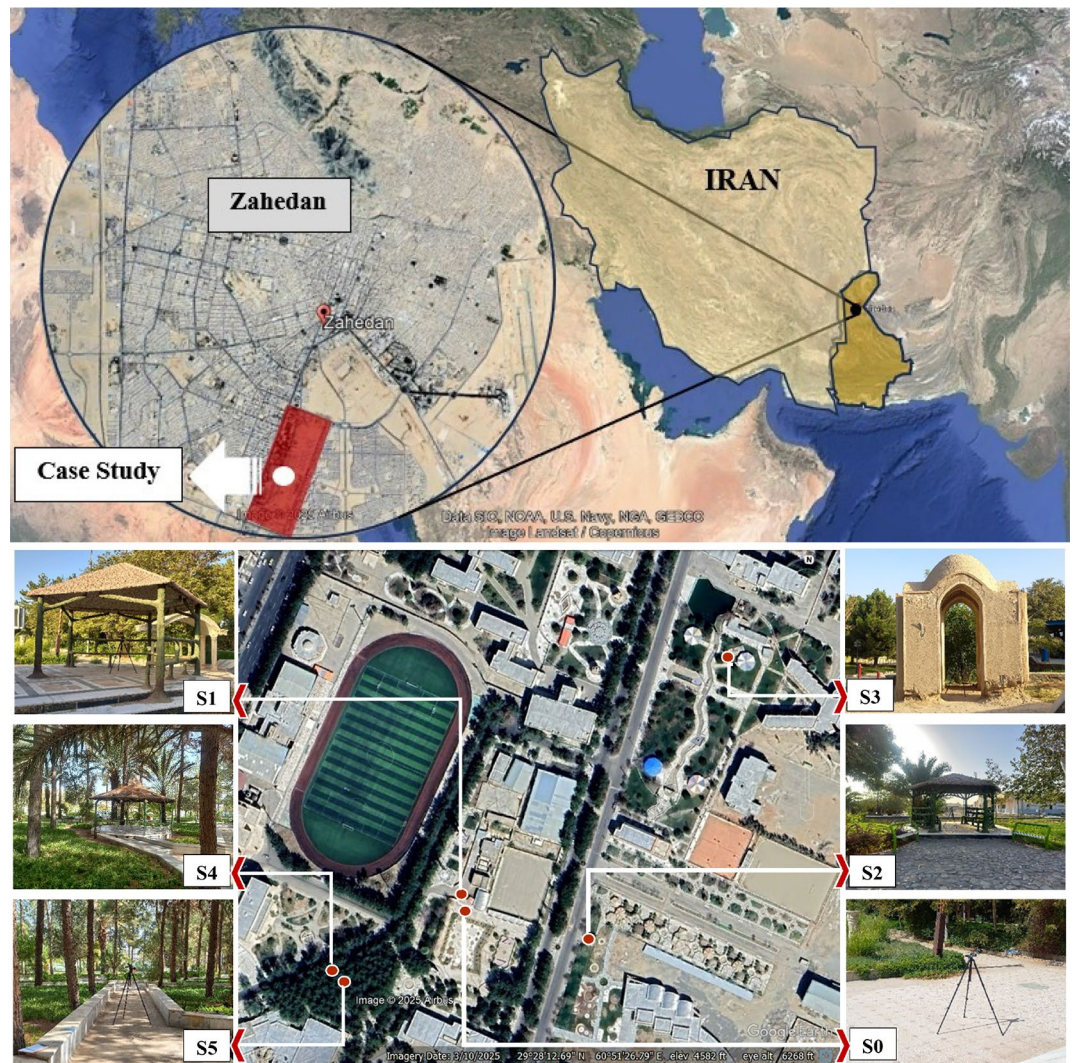 IRAN
Zahedan
Zahedan
Case Study
Image © 2025 Airbus
Data SIO, NOAA, U.S. Navy, NGA, GEBCO
Image Landsat / Copernicus
N
S1
S3
S4
S2
S5
S0
Image © 2025 Airbus
Google Earth
Imagery Date: 3/10/2025 29°28'12.69" N 60°51'26.79" E elev 4582 ft eye alt 6268 ft